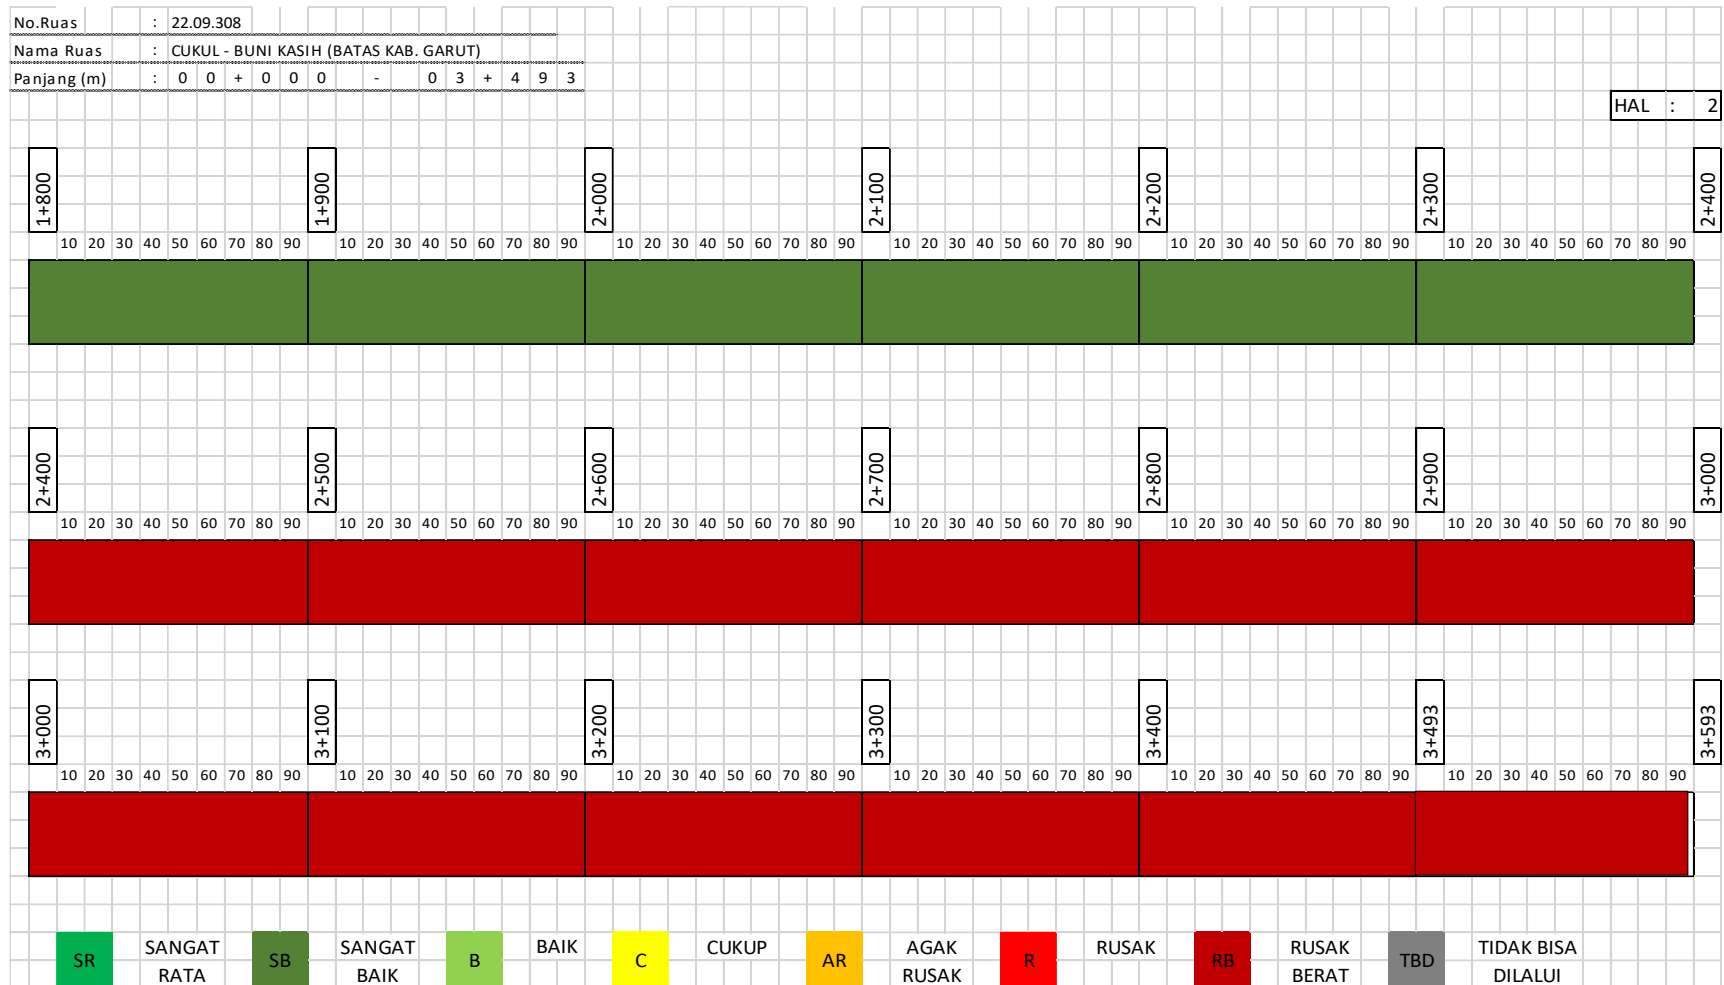 No.Ruas : 22.09.308
Nama Ruas : CUKUL - BUNI KASIH (BATAS KAB. GARUT)
Panjang (m) : 0 0 + 0 0 0 - 0 3 + 4 9 3
HAL : 2
1+800 1+900 2+000 2+100 2+200 2+300 2+400
10 20 30 40 50 60 70 80 90 10 20 30 40 50 60 70 80 90 10 20 30 40 50 60 70 80 90 10 20 30 40 50 60 70 80 90 10 20 30 40 50 60 70 80 90 10 20 30 40 50 60 70 80 90
2+400 2+500 2+600 2+700 2+800 2+900 3+000
10 20 30 40 50 60 70 80 90 10 20 30 40 50 60 70 80 90 10 20 30 40 50 60 70 80 90 10 20 30 40 50 60 70 80 90 10 20 30 40 50 60 70 80 90 10 20 30 40 50 60 70 80 90
3+000 3+100 3+200 3+300 3+400 3+493 3+593
10 20 30 40 50 60 70 80 90 10 20 30 40 50 60 70 80 90 10 20 30 40 50 60 70 80 90 10 20 30 40 50 60 70 80 90 10 20 30 40 50 60 70 80 90 10 20 30 40 50 60 70 80 90
SR SANGAT RATA
SB SANGAT BAIK
B BAIK
C CUKUP
AR AGAK RUSAK
R RUSAK
RB RUSAK BERAT
TBD TIDAK BISA DILALUI